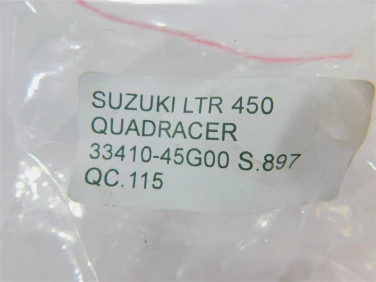 SUZUKI LTR 450
QUADRACER
33410-45G00 S.897
QC.115